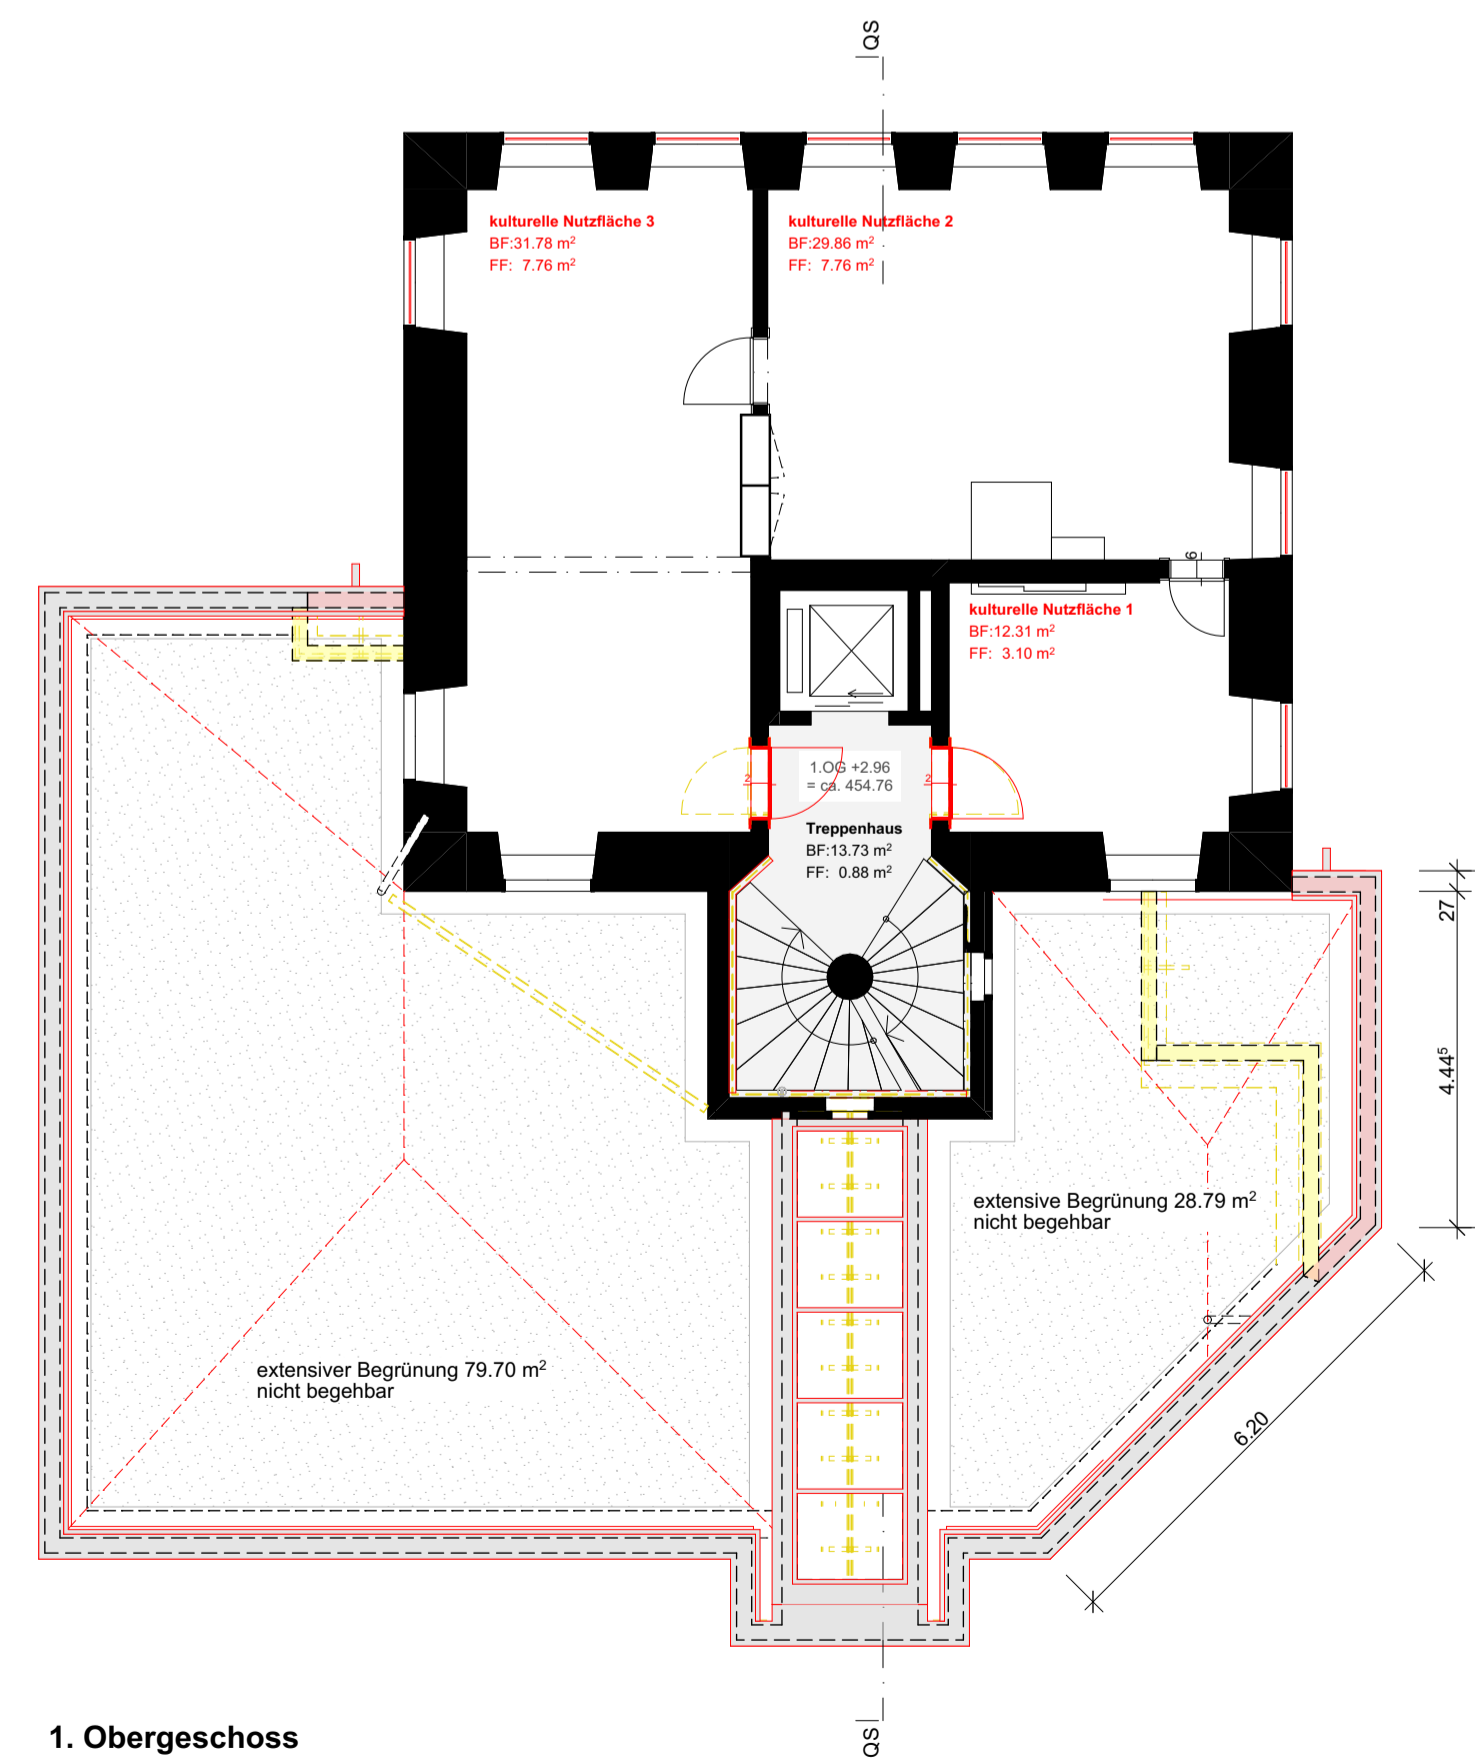 QS
kulturelle Nutzfläche 3
BF:31.78 m²
FF: 7.76 m²
kulturelle Nutzfläche 2
BF:29.86 m²
FF: 7.76 m²
6
kulturelle Nutzfläche 1
BF:12.31 m²
FF: 3.10 m²
2
1.OG +2.96
= ca. 454.76
2
Treppenhaus
BF:13.73 m²
FF: 0.88 m²
27
4.44⁵
extensive Begrünung 28.79 m²
nicht begehbar
extensiver Begrünung 79.70 m²
nicht begehbar
6.20
1. Obergeschoss
QS